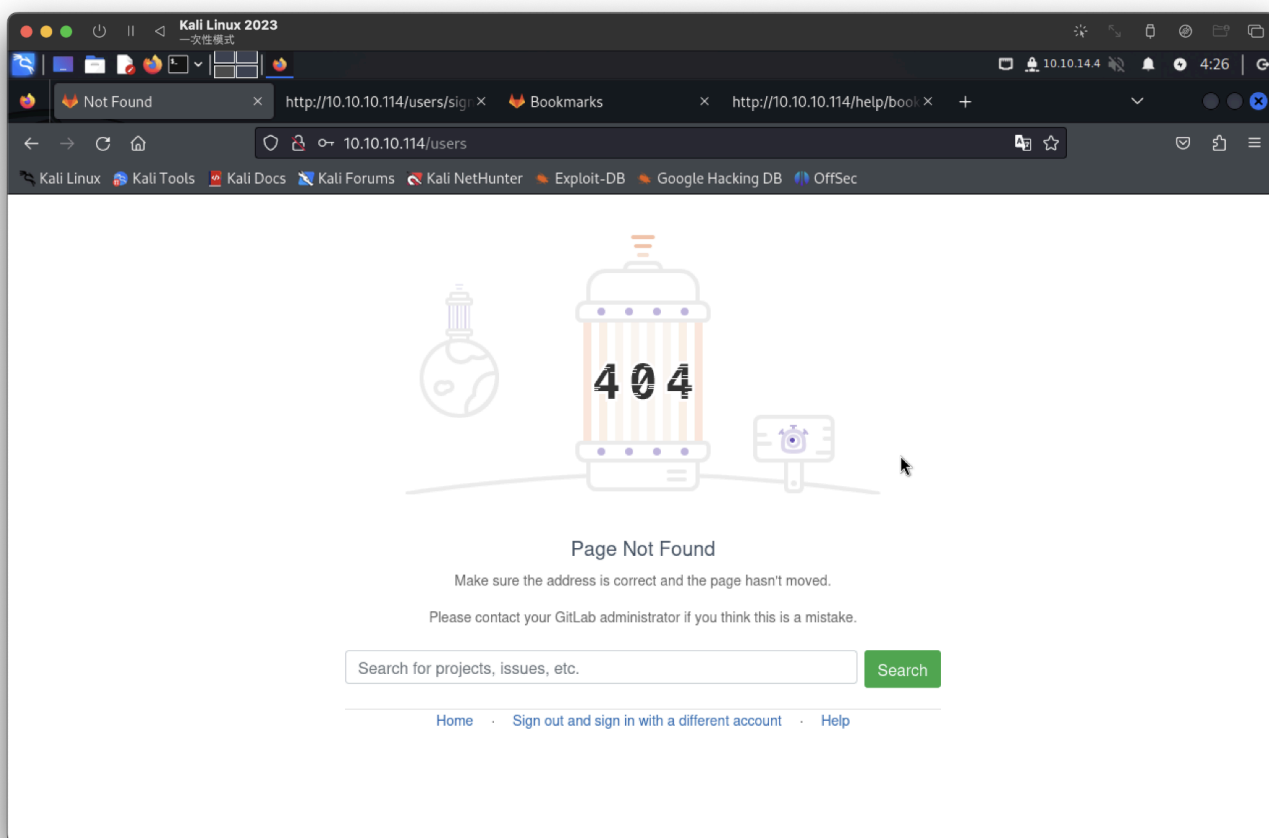 Kali Linux 2023
一次性模式
10.10.14.4
4:26
Not Found
http://10.10.10.114/users/sig
Bookmarks
http://10.10.10.114/help/book
10.10.10.114/users
Kali Linux
Kali Tools
Kali Docs
Kali Forums
Kali NetHunter
Exploit-DB
Google Hacking DB
OffSec
404
Page Not Found
Make sure the address is correct and the page hasn't moved.
Please contact your GitLab administrator if you think this is a mistake.
Search for projects, issues, etc.
Search
Home · Sign out and sign in with a different account · Help